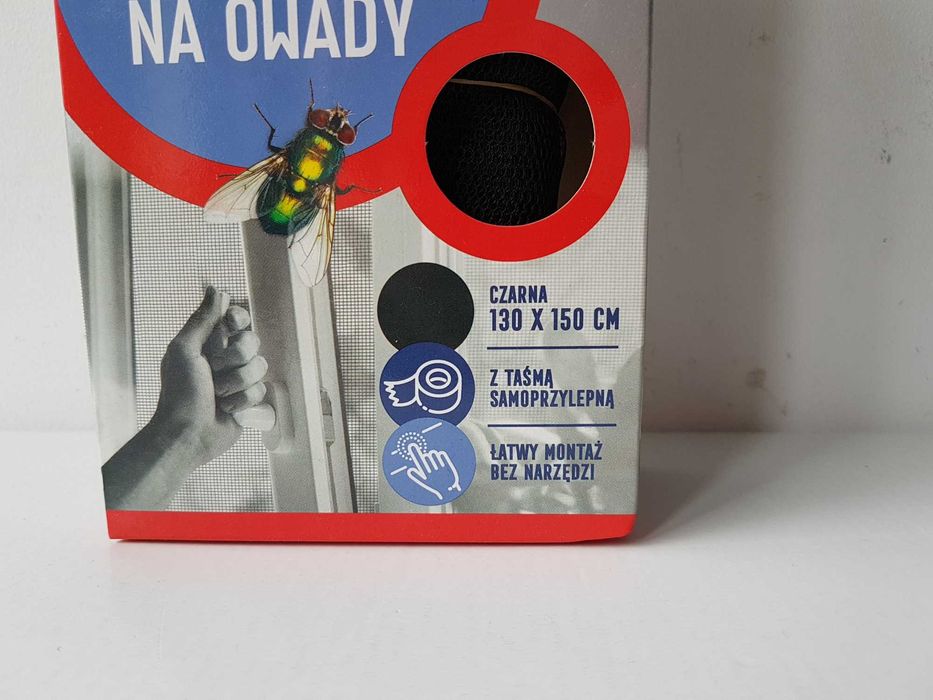 NA OWADY
CZARNA
130 X 150 CM
Z TAŚMĄ
SAMOPRZYLEPNĄ
ŁATWY MONTAŻ
BEZ NARZĘDZI